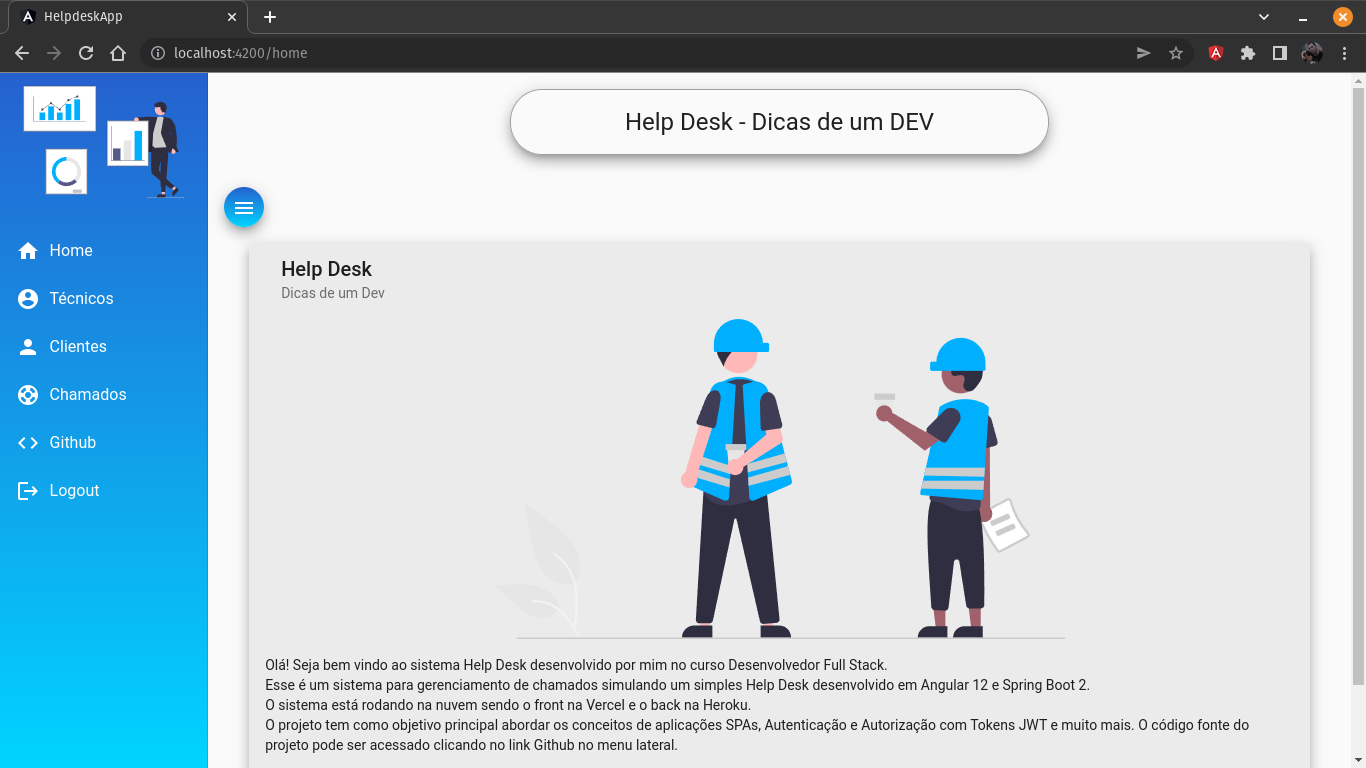 HelpdeskApp
localhost:4200/home
Help Desk - Dicas de um DEV
Home
Técnicos
Clientes
Chamados
Github
Logout
Help Desk
Dicas de um Dev
Olá! Seja bem vindo ao sistema Help Desk desenvolvido por mim no curso Desenvolvedor Full Stack.
Esse é um sistema para gerenciamento de chamados simulando um simples Help Desk desenvolvido em Angular 12 e Spring Boot 2.
O sistema está rodando na nuvem sendo o front na Vercel e o back na Heroku.
O projeto tem como objetivo principal abordar os conceitos de aplicações SPAs, Autenticação e Autorização com Tokens JWT e muito mais. O código fonte do
projeto pode ser acessado clicando no link Github no menu lateral.